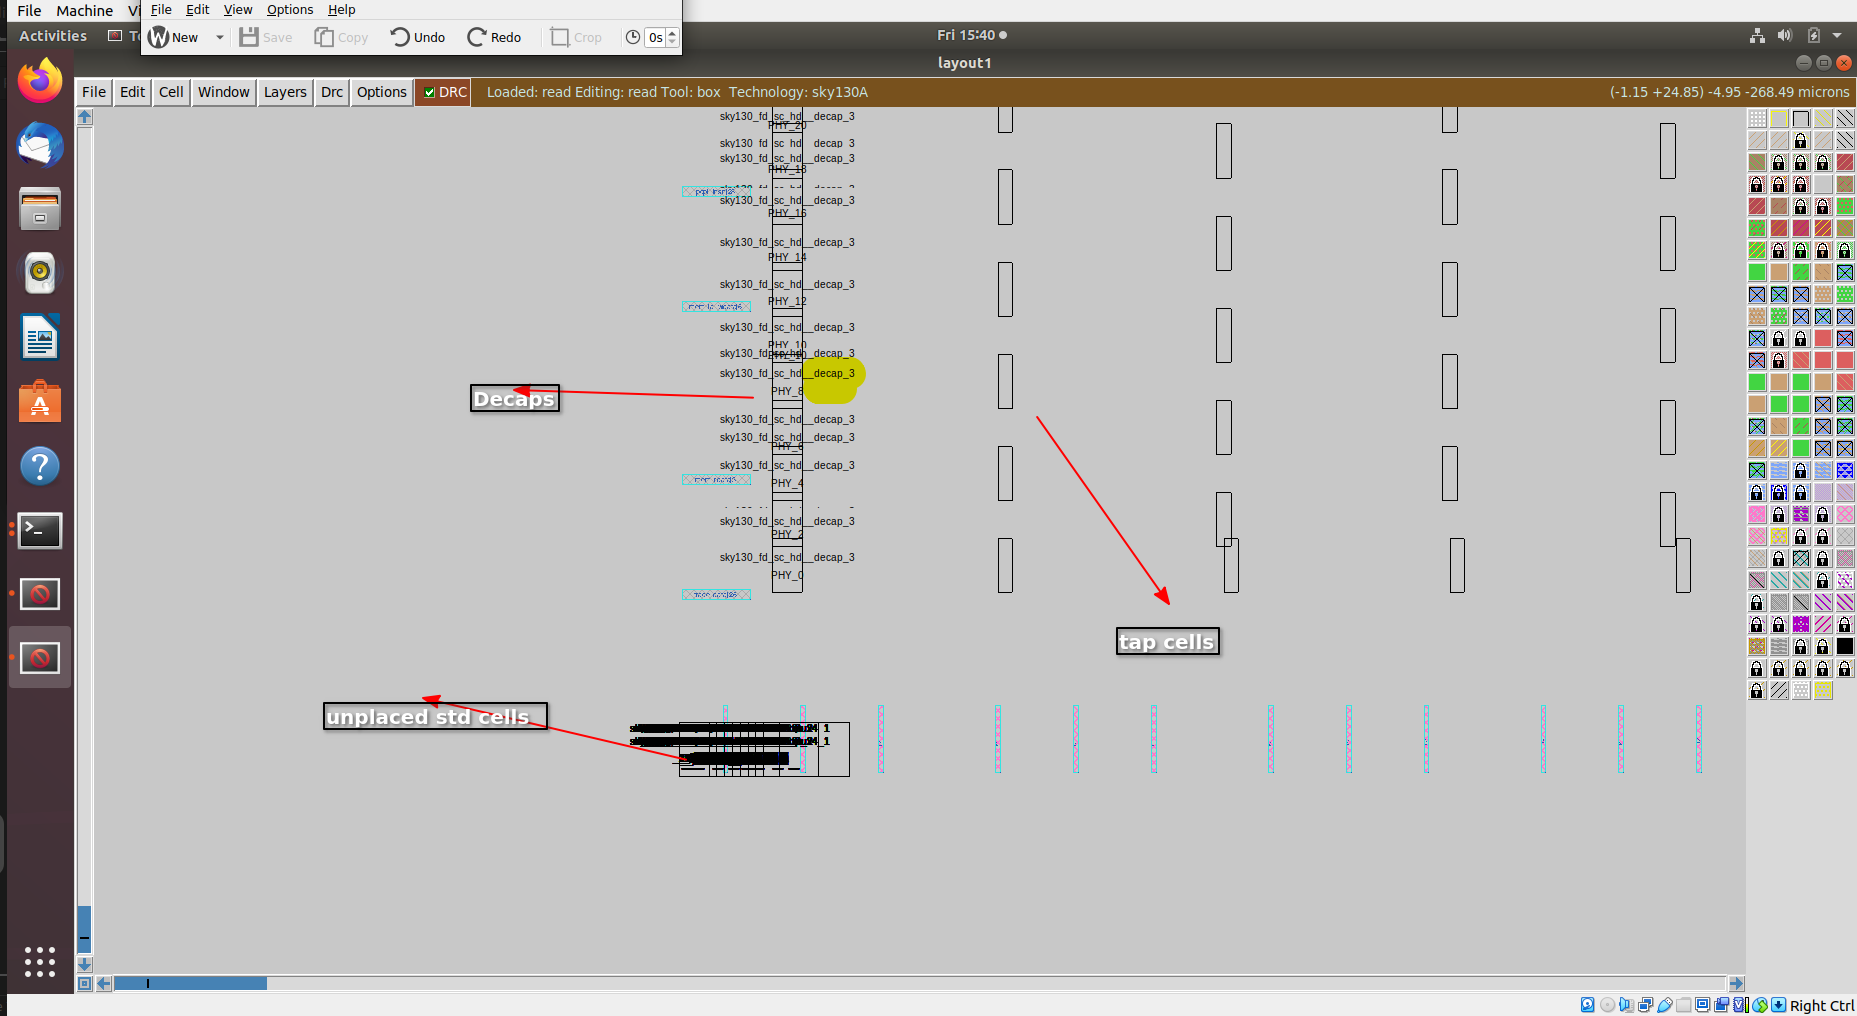 File Machine Vi
File Edit View Options Help
Activities
New Save Copy Undo Redo Crop 0s
Fri 15:40
layout1
File Edit Cell Window Layers Drc Options DRC Loaded: read Editing: read Tool: box Technology: sky130A (-1.15 +24.85) -4.95 -268.49 microns
sky130_fd_sc_hd__decap_3
PHY_20
sky130_fd_sc_hd__decap_3
sky130_fd_sc_hd__decap_3
PHY_18
sky130_fd_sc_hd__decap_3
PHY_16
sky130_fd_sc_hd__decap_3
PHY_14
sky130_fd_sc_hd__decap_3
PHY_12
sky130_fd_sc_hd__decap_3
PHY_10
sky130_fd_sc_hd__decap_3
sky130_fd_sc_hd__decap_3
PHY_8
Decaps
sky130_fd_sc_hd__decap_3
sky130_fd_sc_hd__decap_3
PHY_6
sky130_fd_sc_hd__decap_3
PHY_4
sky130_fd_sc_hd__decap_3
PHY_2
sky130_fd_sc_hd__decap_3
PHY_0
tap cells
unplaced std cells
Right Ctrl